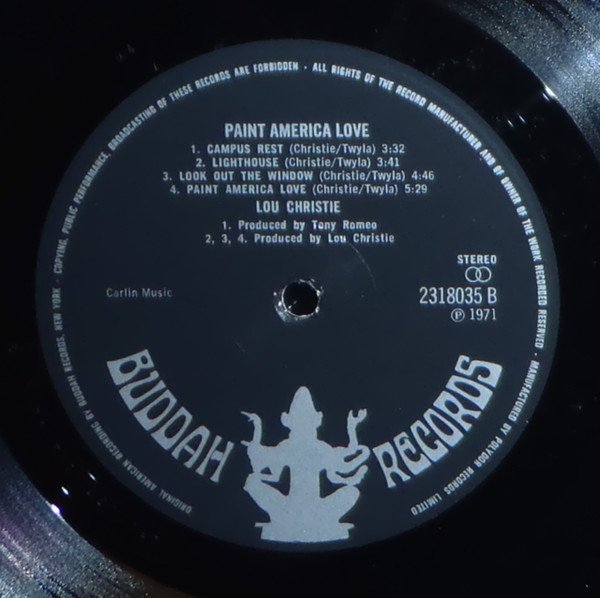 PAINT AMERICA LOVE
1. CAMPUS REST (Christie/Twyla) 3:32
2. LIGHTHOUSE (Christie/Twyla) 3:41
3. LOOK OUT THE WINDOW (Christie/Twyla) 4:46
4. PAINT AMERICA LOVE (Christie/Twyla) 5:29
LOU CHRISTIE
1. Produced by Tony Romeo
2, 3, 4. Produced by Lou Christie
Carlin Music
STEREO
2318035 B
Ⓟ 1971
BUDDAH RECORDS
ORIGINAL AMERICAN RECORDING BY BUDDAH RECORDS, NEW YORK · COPYING, PUBLIC PERFORMANCE, BROADCASTING OF THESE RECORDS ARE FORBIDDEN · ALL RIGHTS OF THE RECORD MANUFACTURER AND OF OWNER OF THE WORK RECORDED RESERVED · MANUFACTURED BY POLYDOR RECORDS LIMITED